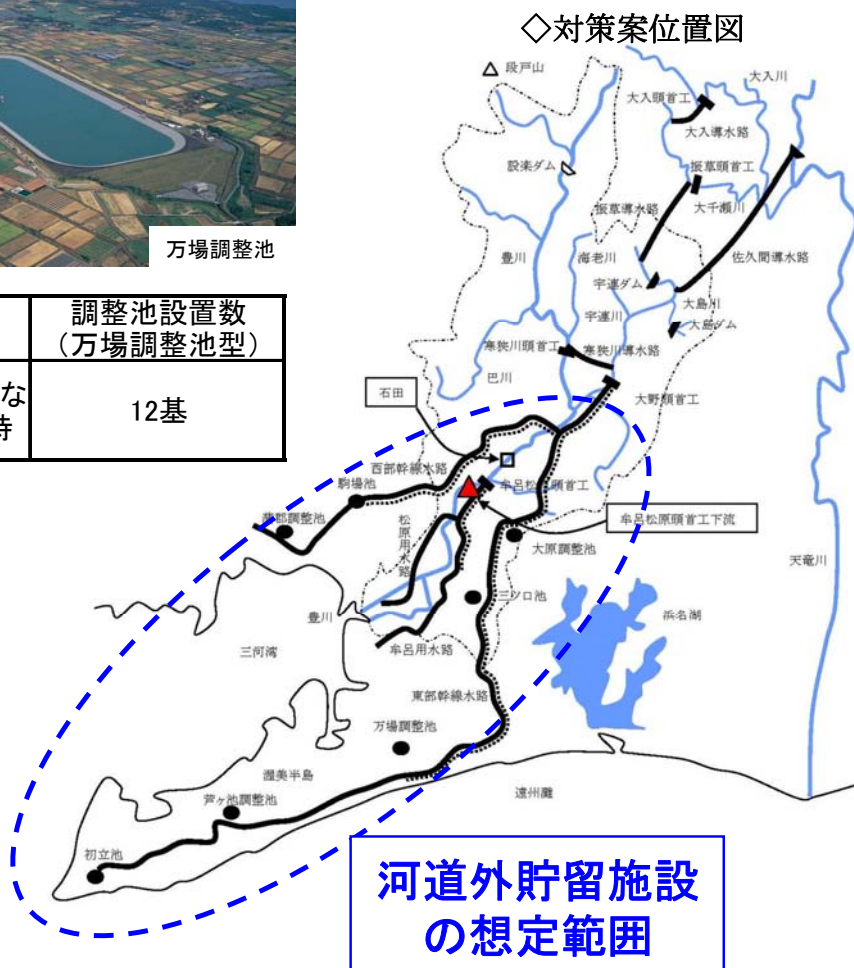 ◇対策案位置図
万場調整池
調整池設置数
(万場調整池型)
な
時
12基
段戸山
大入川
大入頭首工
大入導水路
設楽ダム
振草頭首工
振草導水路
大千瀬川
豊川
海老川
佐久間導水路
宇連ダム
大島川
宇連川
大島ダム
寒狭川頭首工
寒狭川導水路
巴川
石田
大野頭首工
西部幹線水路
駒場池
牟呂松原頭首工
蒲郡調整池
松原用水路
牟呂松原頭首工下流
大原調整池
天竜川
三ツ口池
浜名湖
豊川
三河湾
牟呂用水路
東部幹線水路
万場調整池
渥美半島
芦ヶ池調整池
遠州灘
初立池
河道外貯留施設
の想定範囲